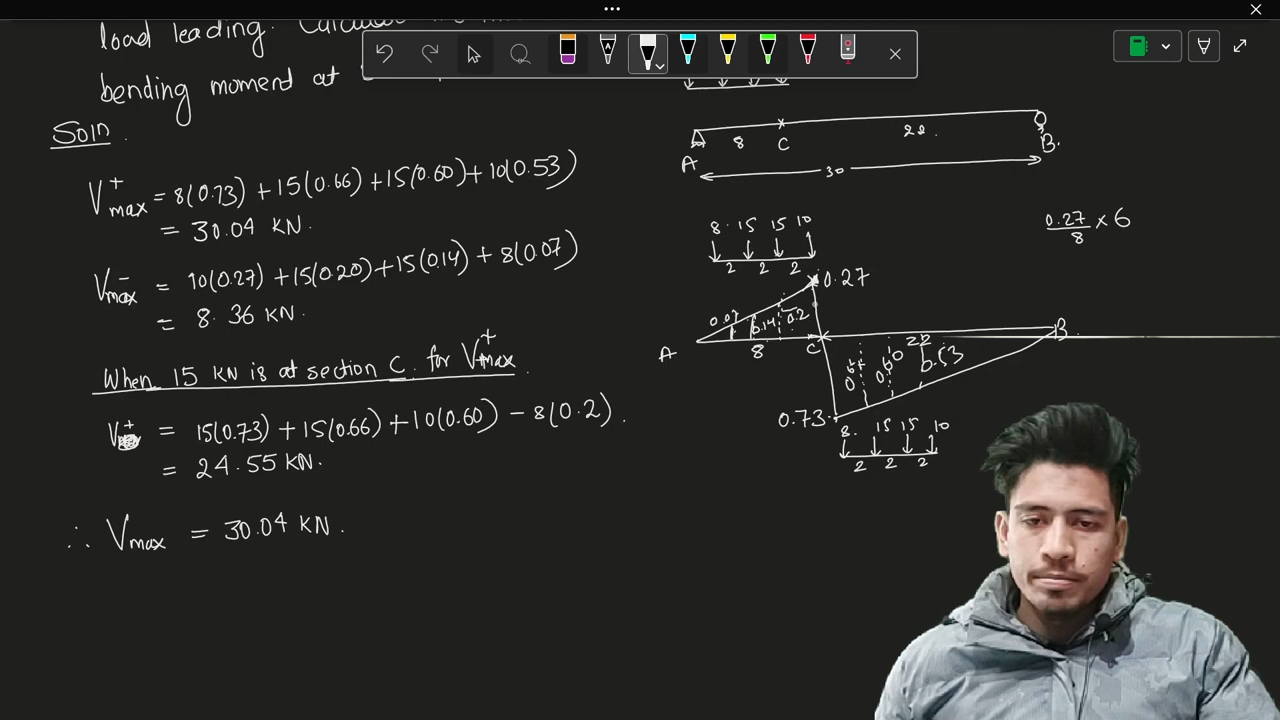 load leading. Calculate
bending moment at
Soln.
V⁺max = 8(0.73) + 15(0.66) + 15(0.60) + 10(0.53)
= 30.04 KN.
V⁻max = 10(0.27) + 15(0.20) + 15(0.14) + 8(0.07)
= 8.36 KN.
When 15 KN is at section C. for V⁺max
V⁺ = 15(0.73) + 15(0.66) + 10(0.60) - 8(0.2).
= 24.55 KN.
∴ Vmax = 30.04 KN.
8 C 22.
A B.
30
0.27/8 × 6
8. 15 15 10
2 2 2
0.27
0.07 0.14 0.2
A 8 C 22 B
0.66 0.60 0.53
0.73
8. 15 15 10
2 2 2